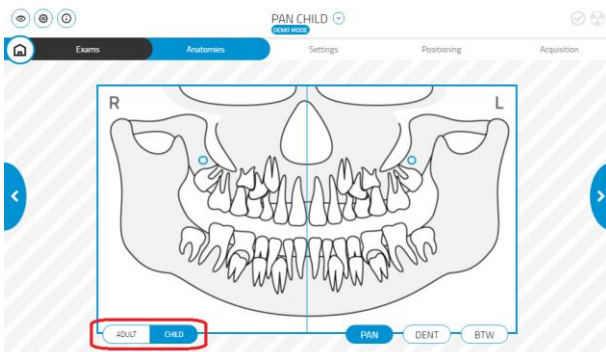 PAN CHILD
DEMO MODE
Exams Anatomies Settings Positioning Acquisition
R L
ADULT CHILD PAN DENT BTW